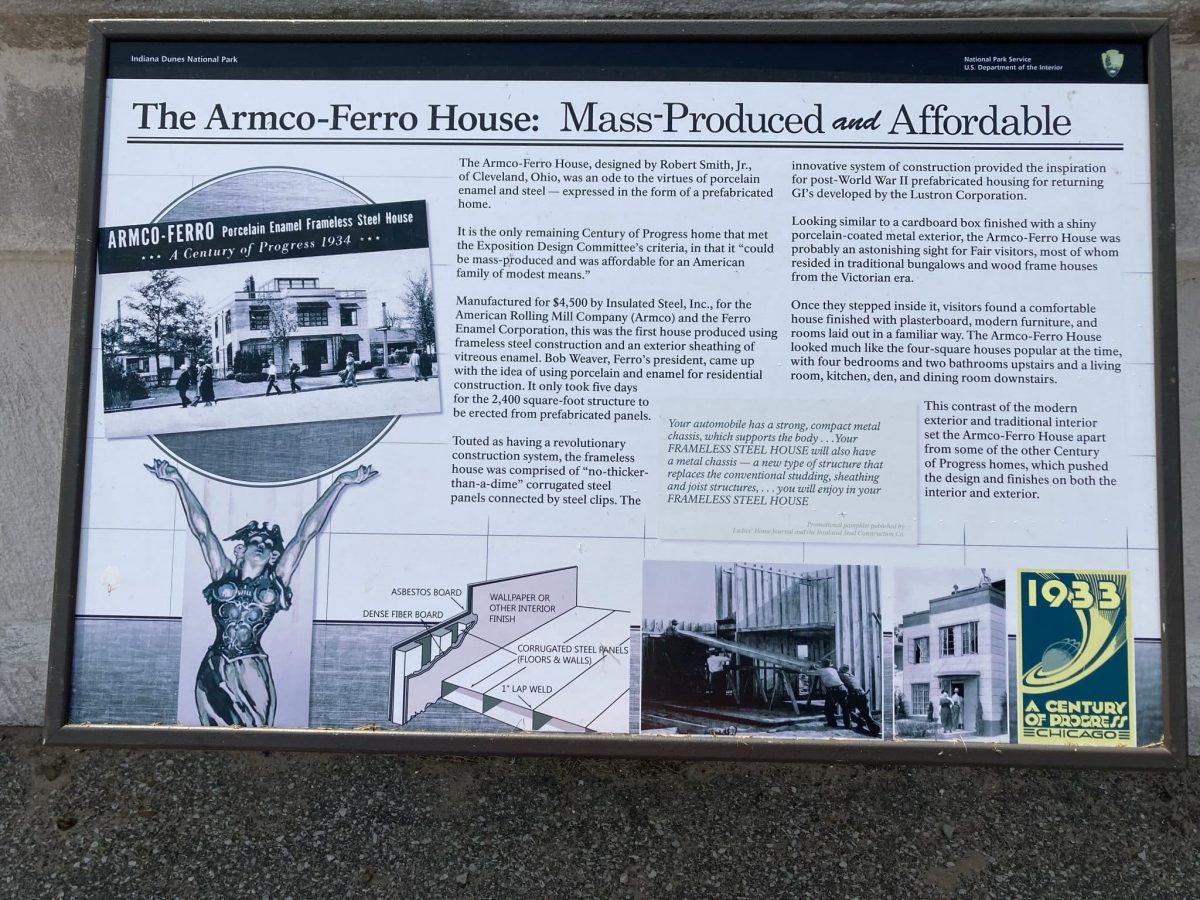 Indiana Dunes National Park
National Park Service
U.S. Department of the Interior
The Armco-Ferro House: Mass-Produced and Affordable
ARMCO-FERRO Porcelain Enamel Frameless Steel House
••• A Century of Progress 1934 •••
The Armco-Ferro House, designed by Robert Smith, Jr.,
of Cleveland, Ohio, was an ode to the virtues of porcelain
enamel and steel — expressed in the form of a prefabricated
home.
It is the only remaining Century of Progress home that met
the Exposition Design Committee's criteria, in that it “could
be mass-produced and was affordable for an American
family of modest means.”
Manufactured for $4,500 by Insulated Steel, Inc., for the
American Rolling Mill Company (Armco) and the Ferro
Enamel Corporation, this was the first house produced using
frameless steel construction and an exterior sheathing of
vitreous enamel. Bob Weaver, Ferro's president, came up
with the idea of using porcelain and enamel for residential
construction. It only took five days
for the 2,400 square-foot structure to
be erected from prefabricated panels.
Touted as having a revolutionary
construction system, the frameless
house was comprised of “no-thicker-
than-a-dime” corrugated steel
panels connected by steel clips. The
innovative system of construction provided the inspiration
for post-World War II prefabricated housing for returning
GI's developed by the Lustron Corporation.
Looking similar to a cardboard box finished with a shiny
porcelain-coated metal exterior, the Armco-Ferro House was
probably an astonishing sight for Fair visitors, most of whom
resided in traditional bungalows and wood frame houses
from the Victorian era.
Once they stepped inside it, visitors found a comfortable
house finished with plasterboard, modern furniture, and
rooms laid out in a familiar way. The Armco-Ferro House
looked much like the four-square houses popular at the time,
with four bedrooms and two bathrooms upstairs and a living
room, kitchen, den, and dining room downstairs.
This contrast of the modern
exterior and traditional interior
set the Armco-Ferro House apart
from some of the other Century
of Progress homes, which pushed
the design and finishes on both the
interior and exterior.
Your automobile has a strong, compact metal
chassis, which supports the body . . . Your
FRAMELESS STEEL HOUSE will also have
a metal chassis — a new type of structure that
replaces the conventional studding, sheathing
and joist structures, . . . you will enjoy in your
FRAMELESS STEEL HOUSE
Promotional pamphlet published by
Ladies' Home Journal and the Insulated Steel Construction Co.
I WILL
ASBESTOS BOARD
DENSE FIBER BOARD
WALLPAPER OR
OTHER INTERIOR
FINISH
CORRUGATED STEEL PANELS
(FLOORS & WALLS)
1" LAP WELD
1933
A CENTURY
OF PROGRESS
CHICAGO